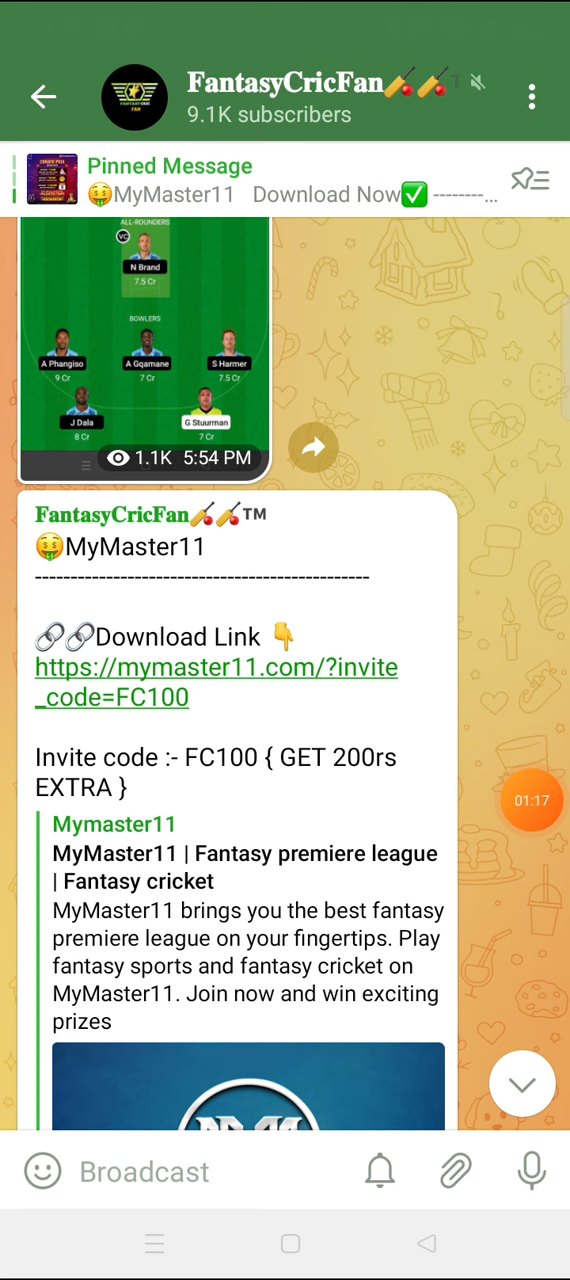 FantasyCricFan🏏🏏T
9.1K subscribers
Pinned Message
🤑MyMaster11 Download Now✅ --------...
ALL-ROUNDERS
VC
N Brand
7.5 Cr
BOWLERS
A Phangiso
A Gqamane
S Harmer
9 Cr
7 Cr
7.5 Cr
J Dala
G Stuurman
8 Cr
7 Cr
1.1K 5:54 PM
FantasyCricFan🏏🏏™
🤑MyMaster11
-----------------------------------------------
🔗🔗Download Link 👇
https://mymaster11.com/?invite
_code=FC100
Invite code :- FC100 { GET 200rs
EXTRA }
Mymaster11
MyMaster11 | Fantasy premiere league
| Fantasy cricket
MyMaster11 brings you the best fantasy
premiere league on your fingertips. Play
fantasy sports and fantasy cricket on
MyMaster11. Join now and win exciting
prizes
01:17
Broadcast